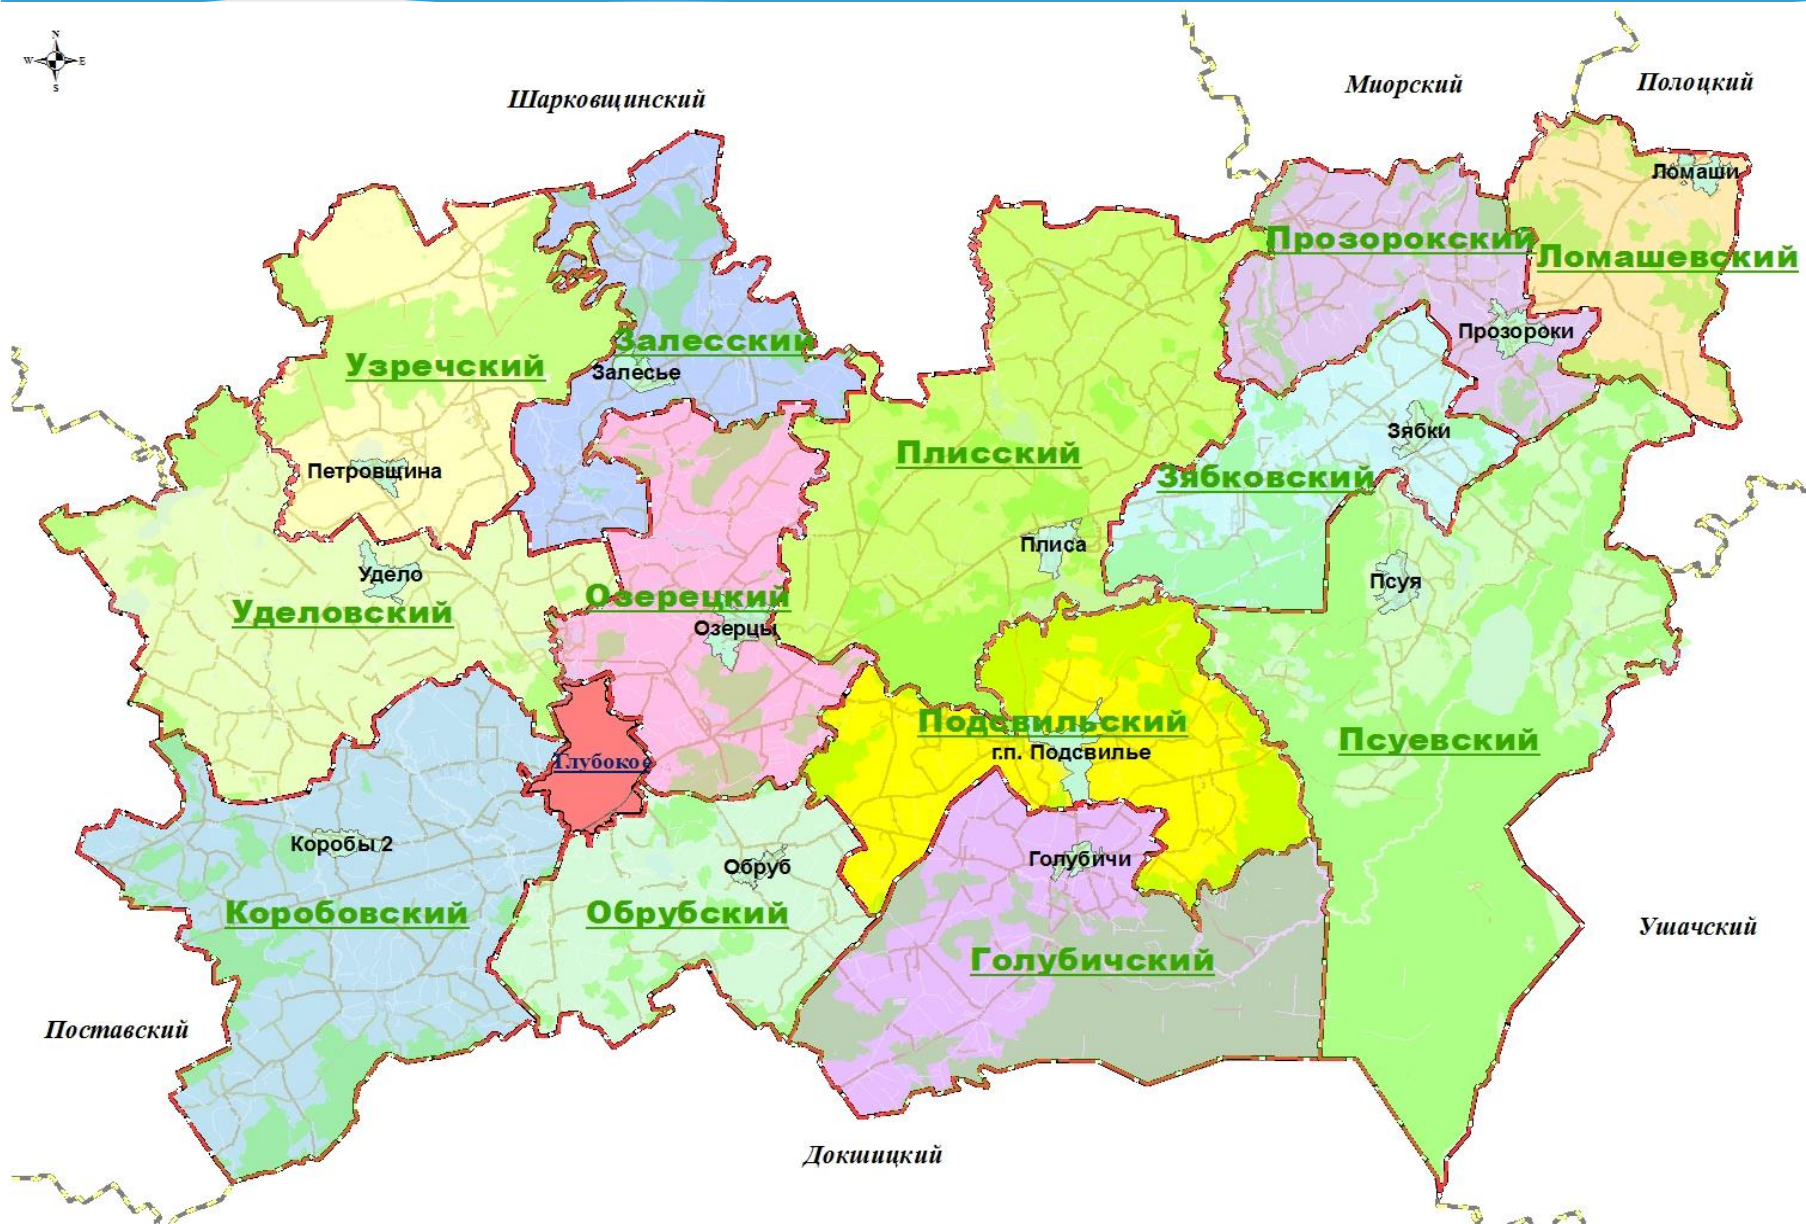 N
W E
S
Шарковщинский
Миорский
Полоцкий
Ломаши
Прозорокский
Ломашевский
Залесский
Прозороки
Узречский
Залесье
Зябки
Плисский
Петровщина
Зябковский
Плиса
Удело
Псуя
Озерецкий
Уделовский
Озерцы
Подсвильский
Псуевский
г.п. Подсвилье
Глубокое
Коробы 2
Голубичи
Обруб
Коробовский
Обрубский
Ушачский
Голубичский
Поставский
Докшицкий